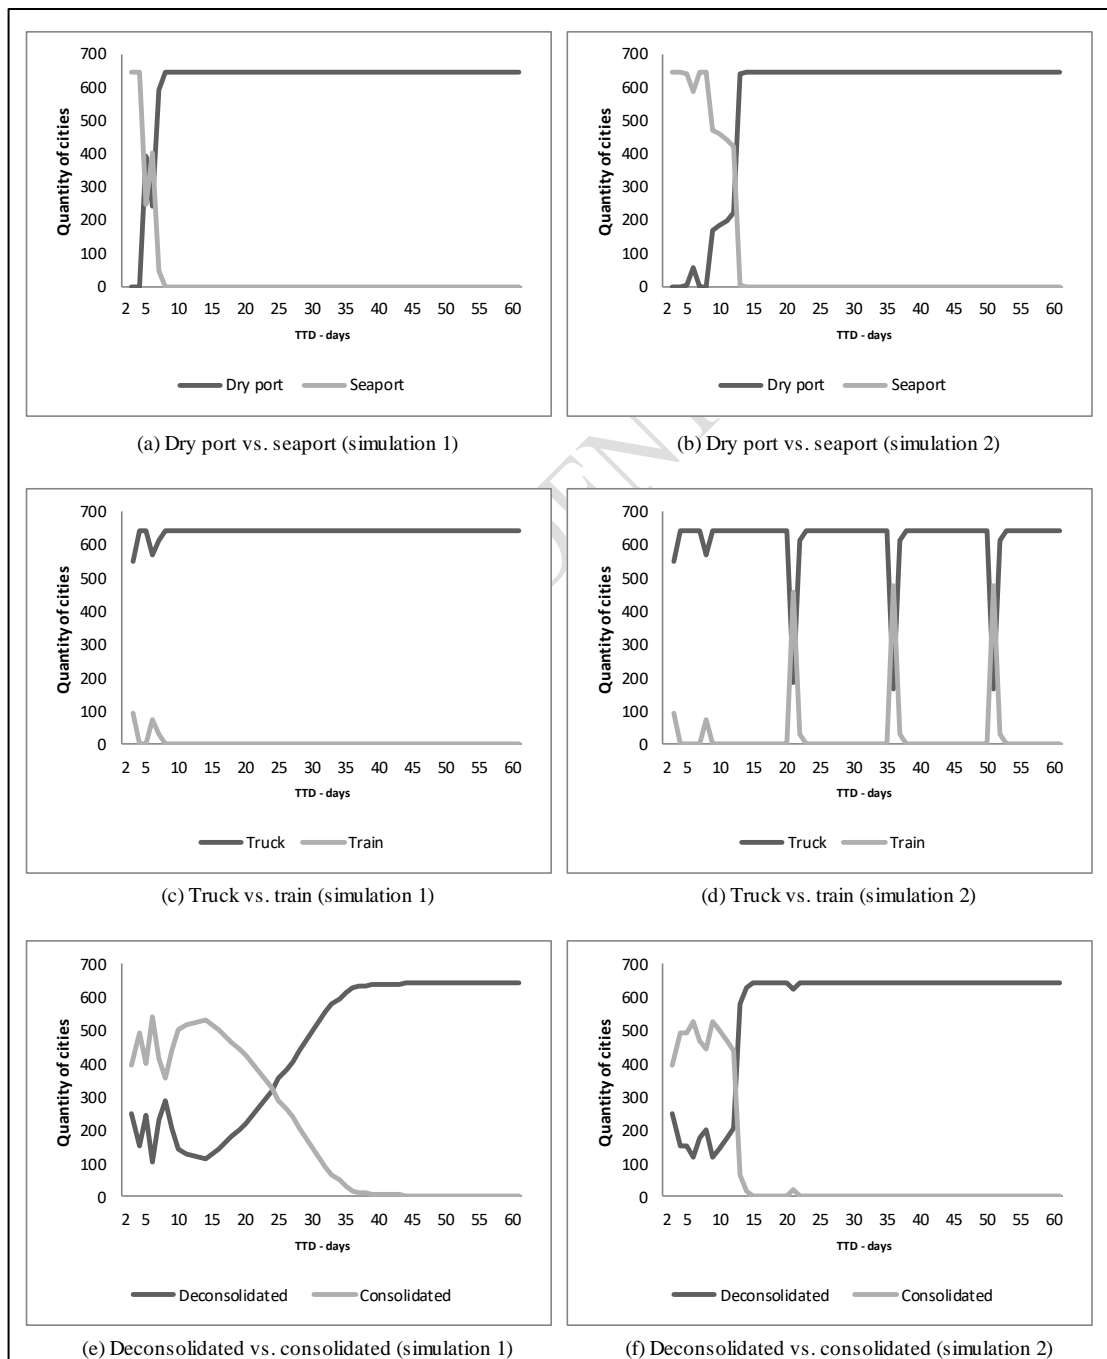 700
600
500
400
300
200
100
0
Quantity of cities
2 5 10 15 20 25 30 35 40 45 50 55 60
TTD - days
Dry port Seaport
(a) Dry port vs. seaport (simulation 1)
700
600
500
400
300
200
100
0
Quantity of cities
2 5 10 15 20 25 30 35 40 45 50 55 60
TTD - days
Dry port Seaport
(b) Dry port vs. seaport (simulation 2)
700
600
500
400
300
200
100
0
Quantity of cities
2 5 10 15 20 25 30 35 40 45 50 55 60
TTD - days
Truck Train
(c) Truck vs. train (simulation 1)
700
600
500
400
300
200
100
0
Quantity of cities
2 5 10 15 20 25 30 35 40 45 50 55 60
TTD - days
Truck Train
(d) Truck vs. train (simulation 2)
700
600
500
400
300
200
100
0
Quantity of cities
2 5 10 15 20 25 30 35 40 45 50 55 60
TTD - days
Deconsolidated Consolidated
(e) Deconsolidated vs. consolidated (simulation 1)
700
600
500
400
300
200
100
0
Quantity of cities
2 5 10 15 20 25 30 35 40 45 50 55 60
TTD - days
Deconsolidated Consolidated
(f) Deconsolidated vs. consolidated (simulation 2)